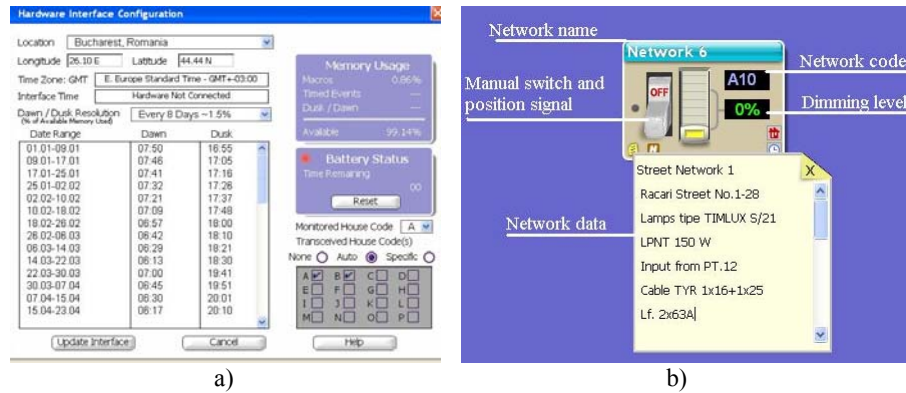 Hardware Interface Configuration
Location Bucharest, Romania
Longitude 26.10 E Latitude 44.44 N
Time Zone: GMT E. Europe Standard Time - GMT+-03:00
Interface Time Hardware Not Connected
Dawn / Dusk Resolution Every 8 Days ~1.5%
(% of Available Memory Used)
Date Range Dawn Dusk
01.01-09.01 07:50 16:55
09.01-17.01 07:46 17:05
17.01-25.01 07:41 17:16
25.01-02.02 07:32 17:26
02.02-10.02 07:21 17:37
10.02-18.02 07:09 17:48
18.02-26.02 06:57 18:00
26.02-06.03 06:42 18:10
06.03-14.03 06:29 18:21
14.03-22.03 06:13 18:30
22.03-30.03 07:00 19:41
30.03-07.04 06:45 19:51
07.04-15.04 06:30 20:01
15.04-23.04 06:17 20:10
Update Interface Cancel
Memory Usage
Macros 0.86%
Timed Events ---
Dusk / Dawn ---
Available 99.14%
Battery Status
Time Remaining
00
Reset
Monitored House Code A
Transceived House Code(s)
None Auto Specific
A B C D
E F G H
I J K L
M N O P
Help
a)
Network name
Network 6
Network code
A10
Manual switch and
position signal
OFF
Dimming level
0%
M
Network data
X
Street Network 1
Racari Street No.1-28
Lamps tipe TIMLUX S/21
LPNT 150 W
Input from PT.12
Cable TYR 1x16+1x25
Lf. 2x63A
b)